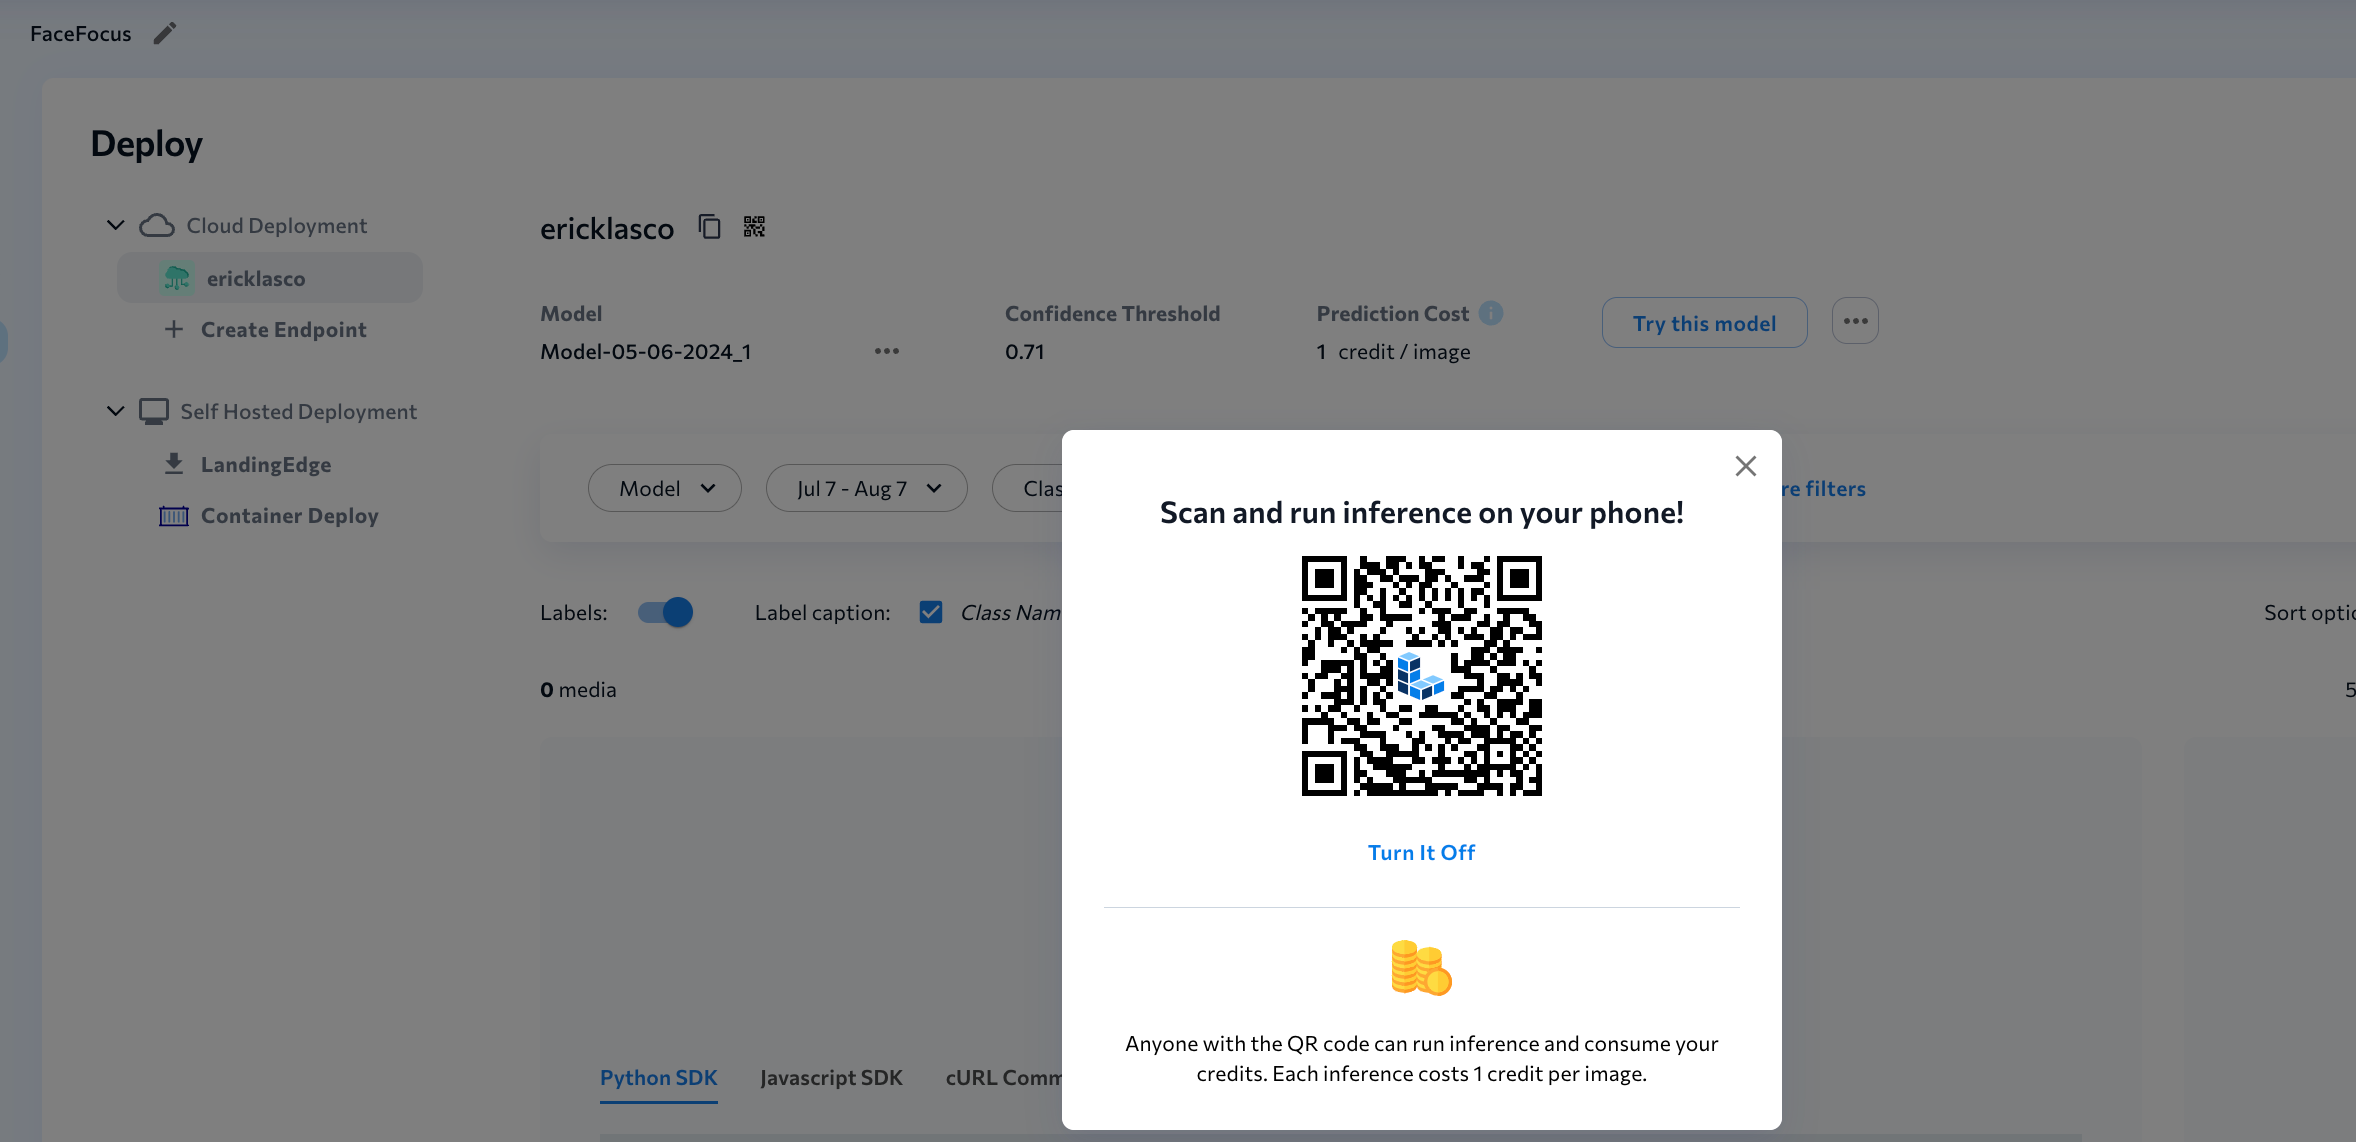 FaceFocus
Deploy
Cloud Deployment
ericklasco
Create Endpoint
Self Hosted Deployment
LandingEdge
Container Deploy
ericklasco
Model
Model-05-06-2024_1
Confidence Threshold
0.71
Prediction Cost
1 credit / image
Try this model
Model
Jul 7 - Aug 7
Clas
re filters
Labels:
Label caption:
Class Nam
Sort optio
0 media
5
Scan and run inference on your phone!
Turn It Off
Anyone with the QR code can run inference and consume your
credits. Each inference costs 1 credit per image.
Python SDK
Javascript SDK
cURL Comm